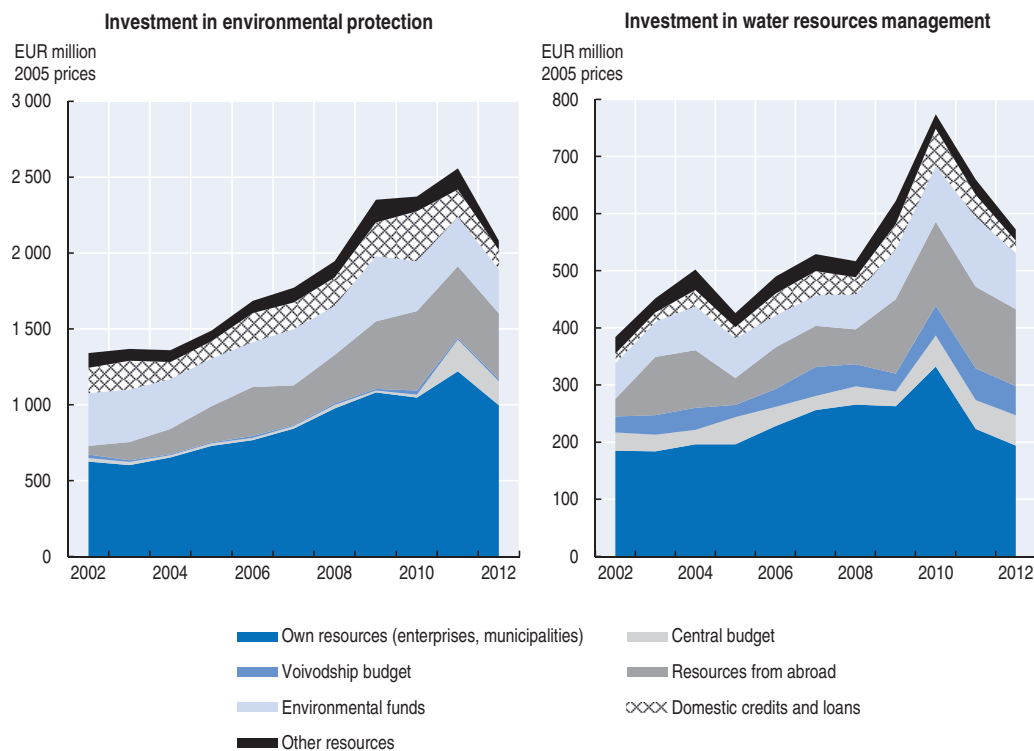 Investment in environmental protection
EUR million
2005 prices
3 000
2 500
2 000
1 500
1 000
500
0
2002 2004 2006 2008 2010 2012
Investment in water resources management
EUR million
2005 prices
800
700
600
500
400
300
200
100
0
2002 2004 2006 2008 2010 2012
Own resources (enterprises, municipalities)
Central budget
Voivodship budget
Resources from abroad
Environmental funds
Domestic credits and loans
Other resources